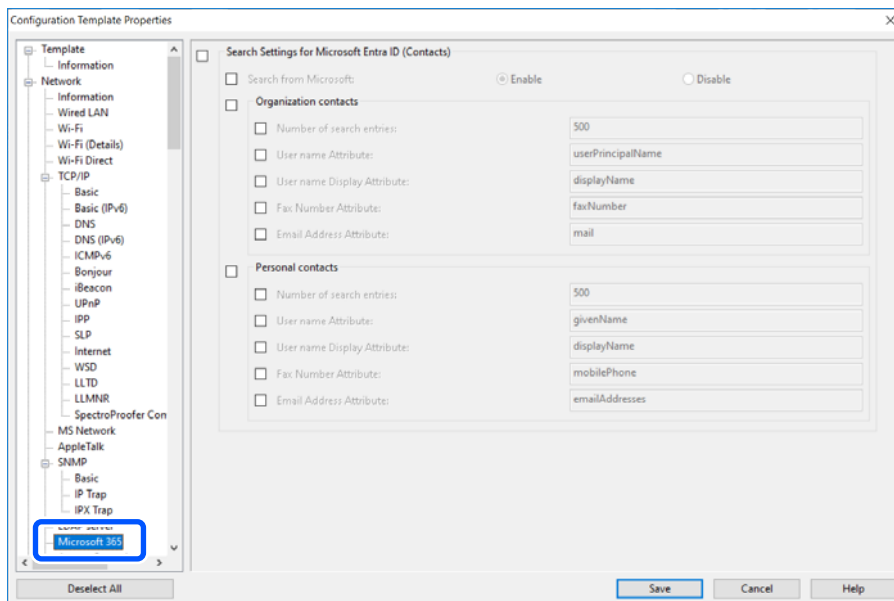 Configuration Template Properties
Template
Information
Network
Information
Wired LAN
Wi-Fi
Wi-Fi (Details)
Wi-Fi Direct
TCP/IP
Basic
Basic (IPv6)
DNS
DNS (IPv6)
ICMPv6
Bonjour
iBeacon
UPnP
IPP
SLP
Internet
WSD
LLTD
LLMNR
SpectroProofer Con
MS Network
AppleTalk
SNMP
Basic
IP Trap
IPX Trap
LDAP server
Microsoft 365
Search Settings for Microsoft Entra ID (Contacts)
Search from Microsoft: Enable Disable
Organization contacts
Number of search entries: 500
User name Attribute: userPrincipalName
User name Display Attribute: displayName
Fax Number Attribute: faxNumber
Email Address Attribute: mail
Personal contacts
Number of search entries: 500
User name Attribute: givenName
User name Display Attribute: displayName
Fax Number Attribute: mobilePhone
Email Address Attribute: emailAddresses
Deselect All Save Cancel Help